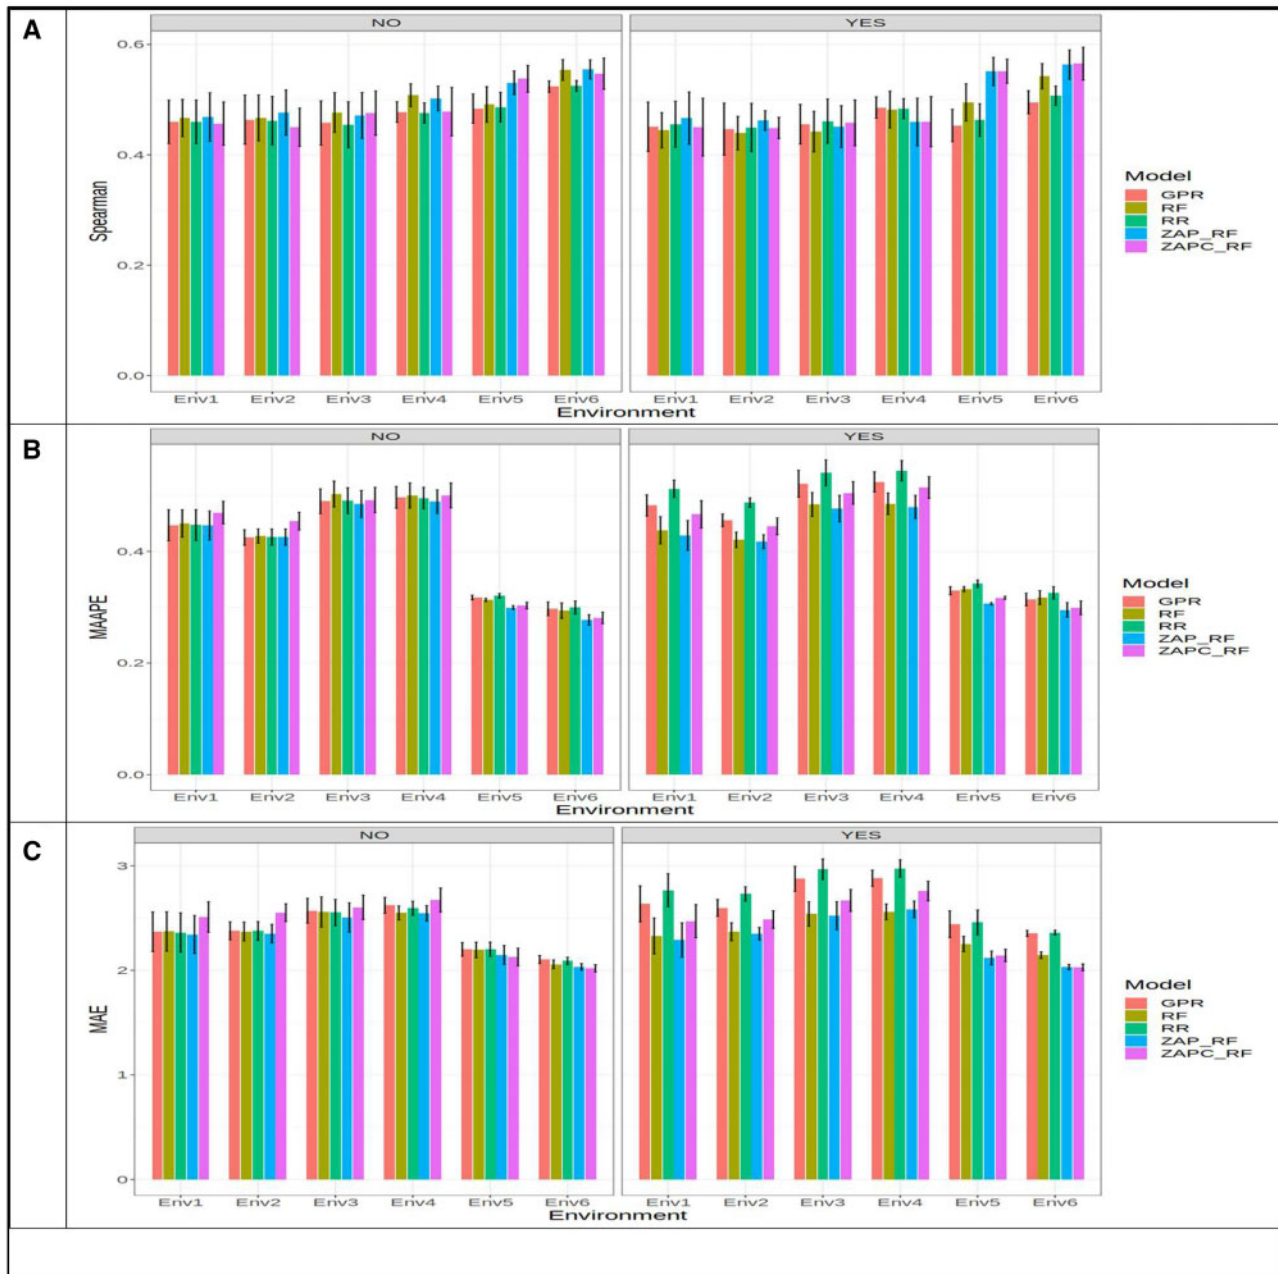 A
NO YES
0.6
0.4
0.2
0.0
Spearman
Env1 Env2 Env3 Env4 Env5 Env6 Env1 Env2 Env3 Env4 Env5 Env6
Environment
Model
GPR
RF
RR
ZAP_RF
ZAPC_RF
B
NO YES
0.4
0.2
0.0
MAAPE
Env1 Env2 Env3 Env4 Env5 Env6 Env1 Env2 Env3 Env4 Env5 Env6
Environment
Model
GPR
RF
RR
ZAP_RF
ZAPC_RF
C
NO YES
3
2
1
0
MAE
Env1 Env2 Env3 Env4 Env5 Env6 Env1 Env2 Env3 Env4 Env5 Env6
Environment
Model
GPR
RF
RR
ZAP_RF
ZAPC_RF